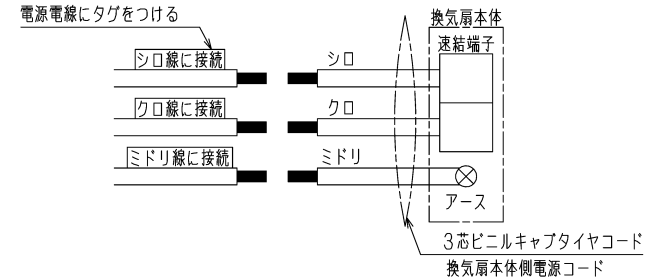 電源電線にタグをつける
換気扇本体
速結端子
シロ線に接続
シロ
クロ線に接続
クロ
ミドリ線に接続
ミドリ
アース
3芯ビニルキャブタイヤコード
換気扇本体側電源コード